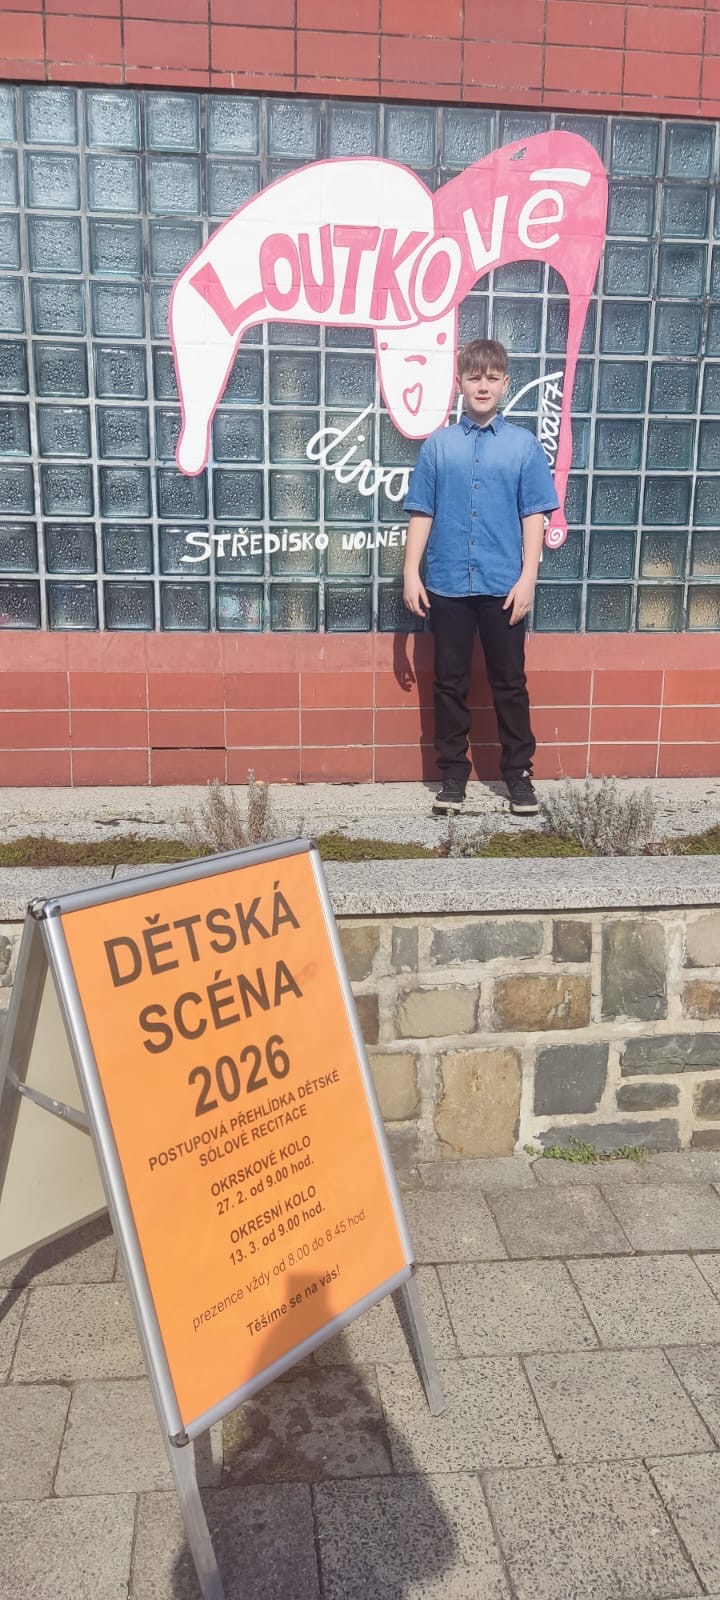 LOUTKOVÉ
STŘEDISKO
DĚTSKÁ
SCÉNA
2026
POSTUPOVÁ PŘEHLÍDKA DĚTSKÉ
SÓLOVÉ RECITACE
OKRSKOVÉ KOLO
27. 2. od 9.00 hod.
OKRESNÍ KOLO
13. 3. od 9.00 hod.
prezence vždy od 8.00 do 8.45 hod.
Těšíme se na vás!